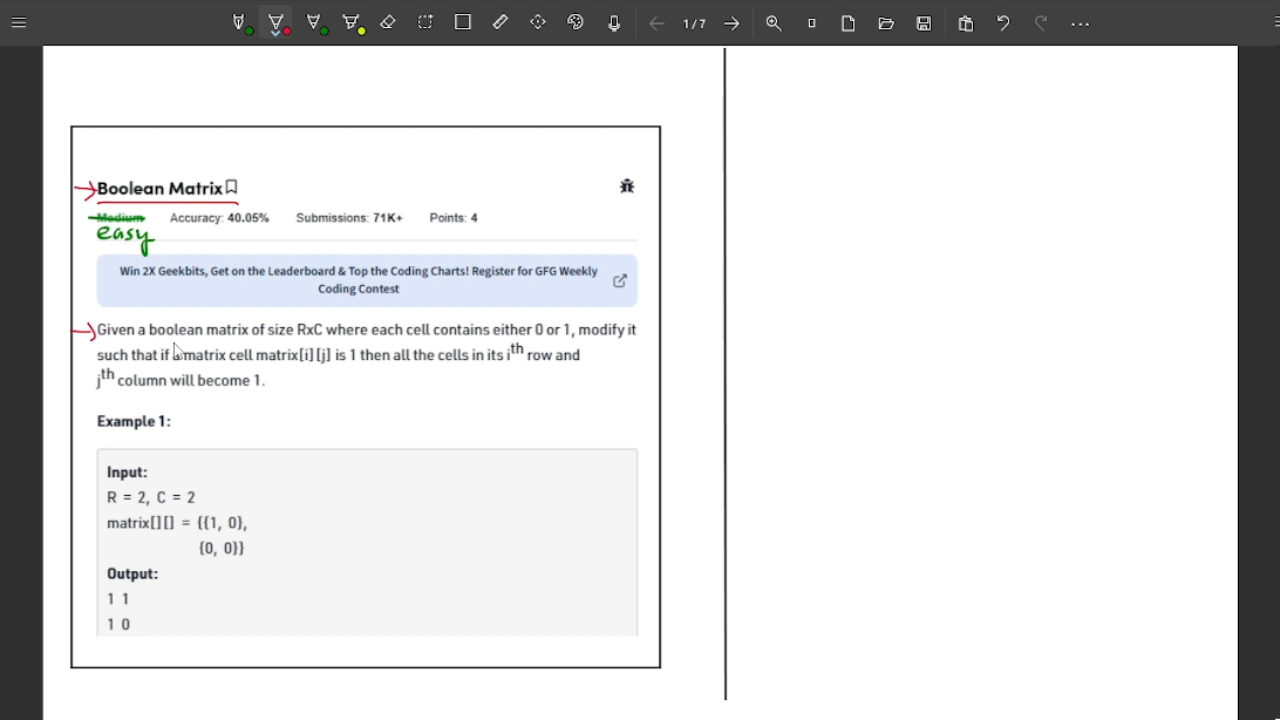 1/7
Boolean Matrix
Medium Accuracy: 40.05% Submissions: 71K+ Points: 4
easy
Win 2X Geekbits, Get on the Leaderboard & Top the Coding Charts! Register for GFG Weekly
Coding Contest
Given a boolean matrix of size RxC where each cell contains either 0 or 1, modify it
such that if a matrix cell matrix[i][j] is 1 then all the cells in its ith row and
jth column will become 1.
Example 1:
Input:
R = 2, C = 2
matrix[][] = {{1, 0},
{0, 0}}
Output:
1 1
1 0